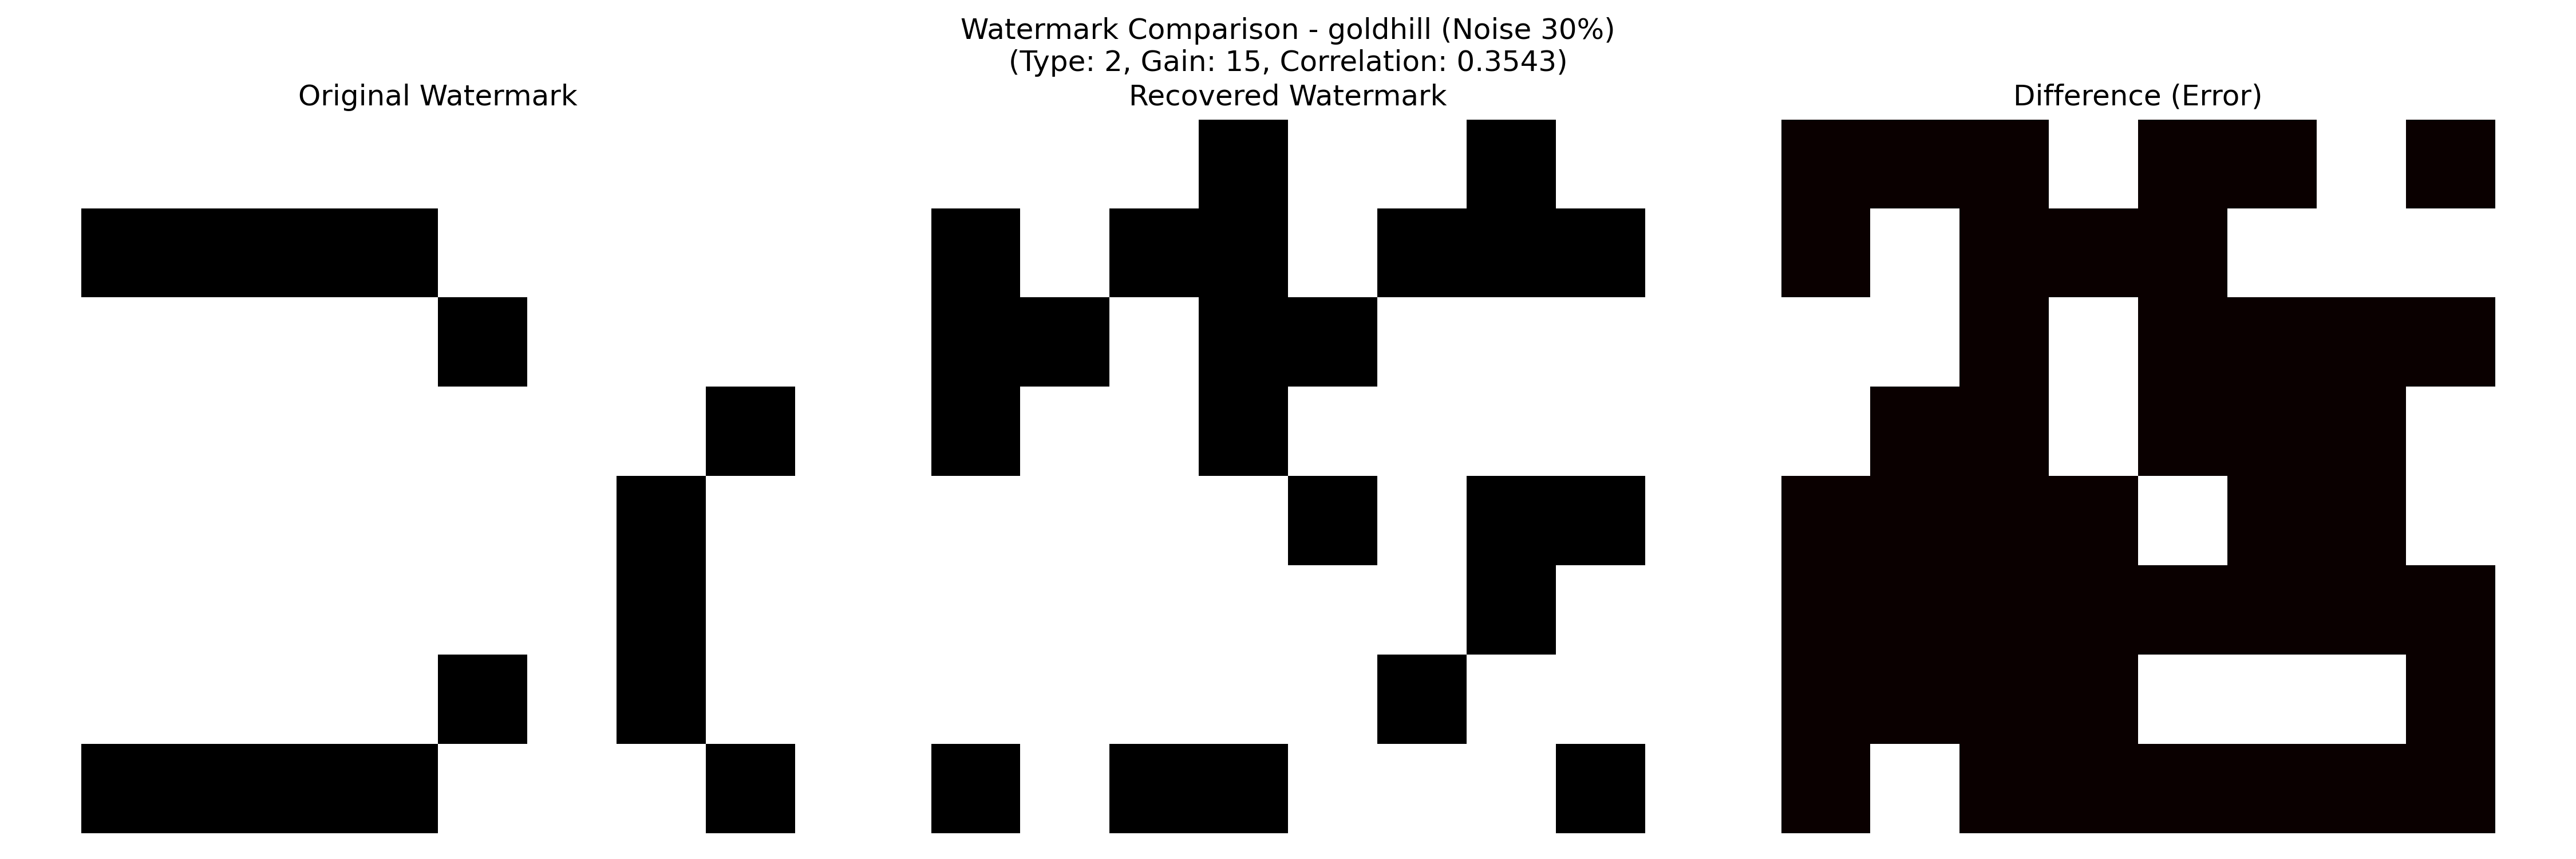 Watermark Comparison - goldhill (Noise 30%)
(Type: 2, Gain: 15, Correlation: 0.3543)
Original Watermark
Recovered Watermark
Difference (Error)